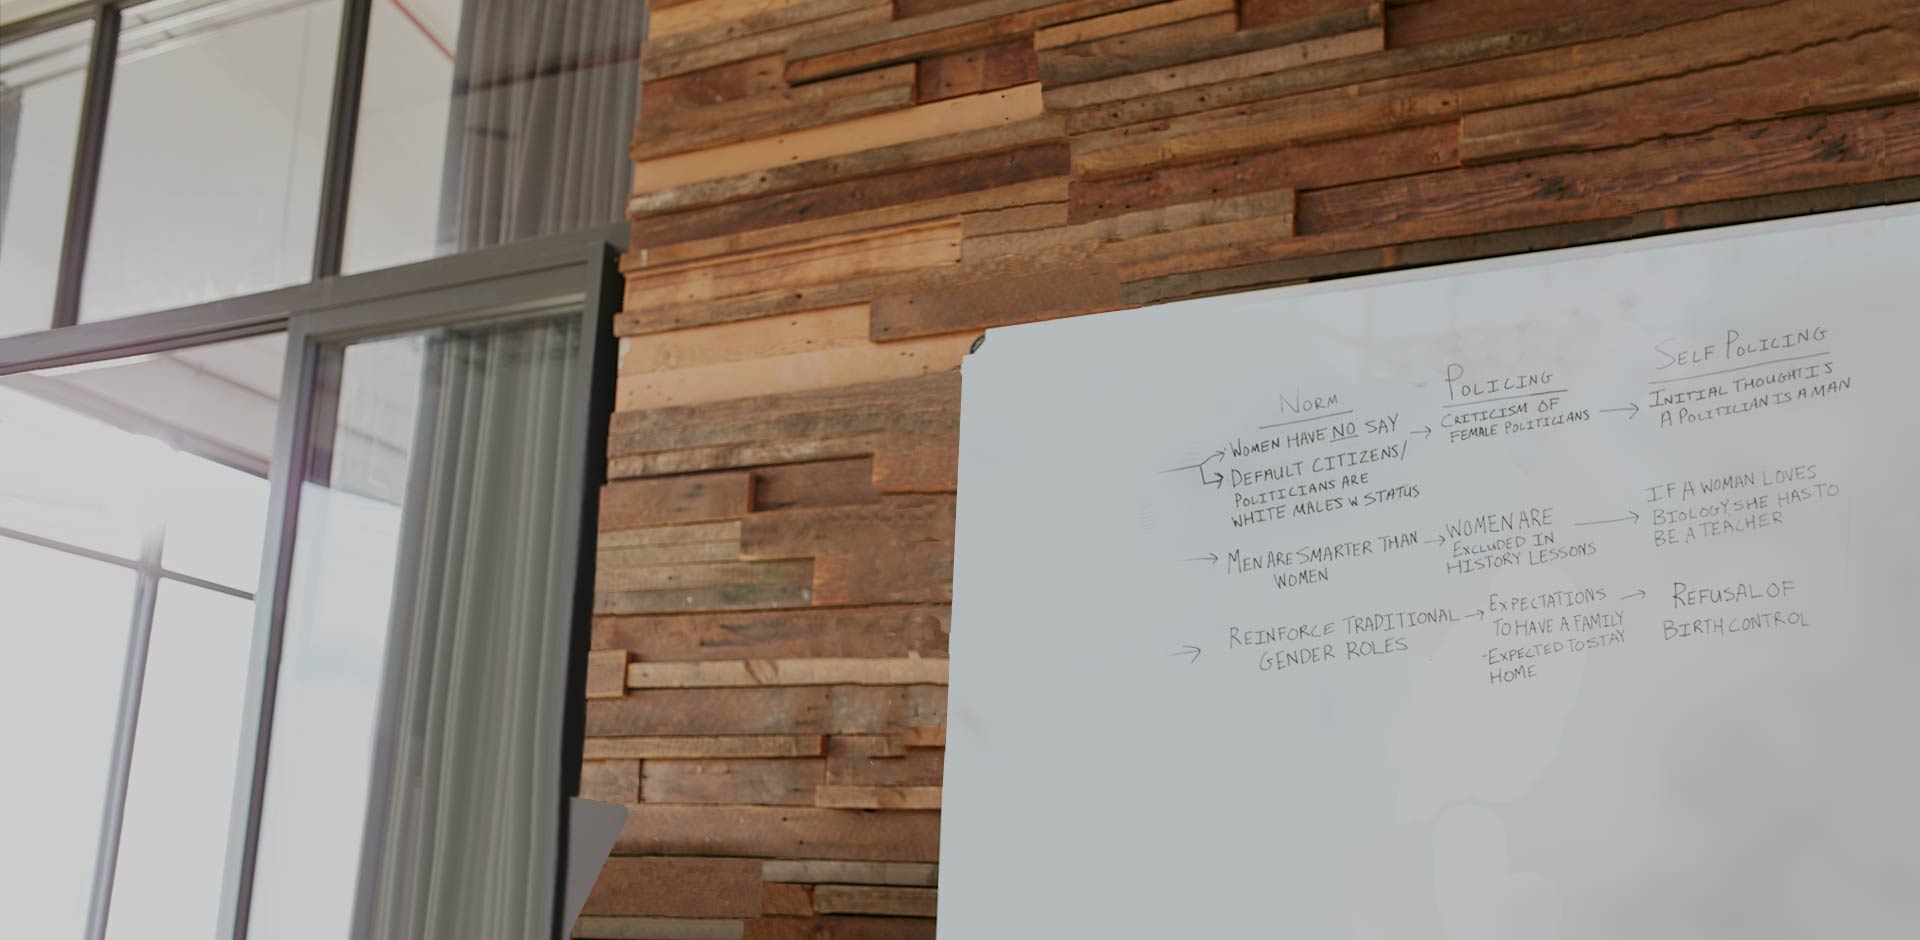 NORM
WOMEN HAVE NO SAY
DEFAULT CITIZENS/
POLITICIANS ARE
WHITE MALES W STATUS
MEN ARE SMARTER THAN
WOMEN
REINFORCE TRADITIONAL
GENDER ROLES
POLICING
CRITICISM OF
FEMALE POLITICIANS
WOMEN ARE
EXCLUDED IN
HISTORY LESSONS
EXPECTATIONS
TO HAVE A FAMILY
-EXPECTED TO STAY
HOME
SELF POLICING
INITIAL THOUGHT IS
A POLITICIAN IS A MAN
IF A WOMAN LOVES
BIOLOGY, SHE HAS TO
BE A TEACHER
REFUSAL OF
BIRTH CONTROL